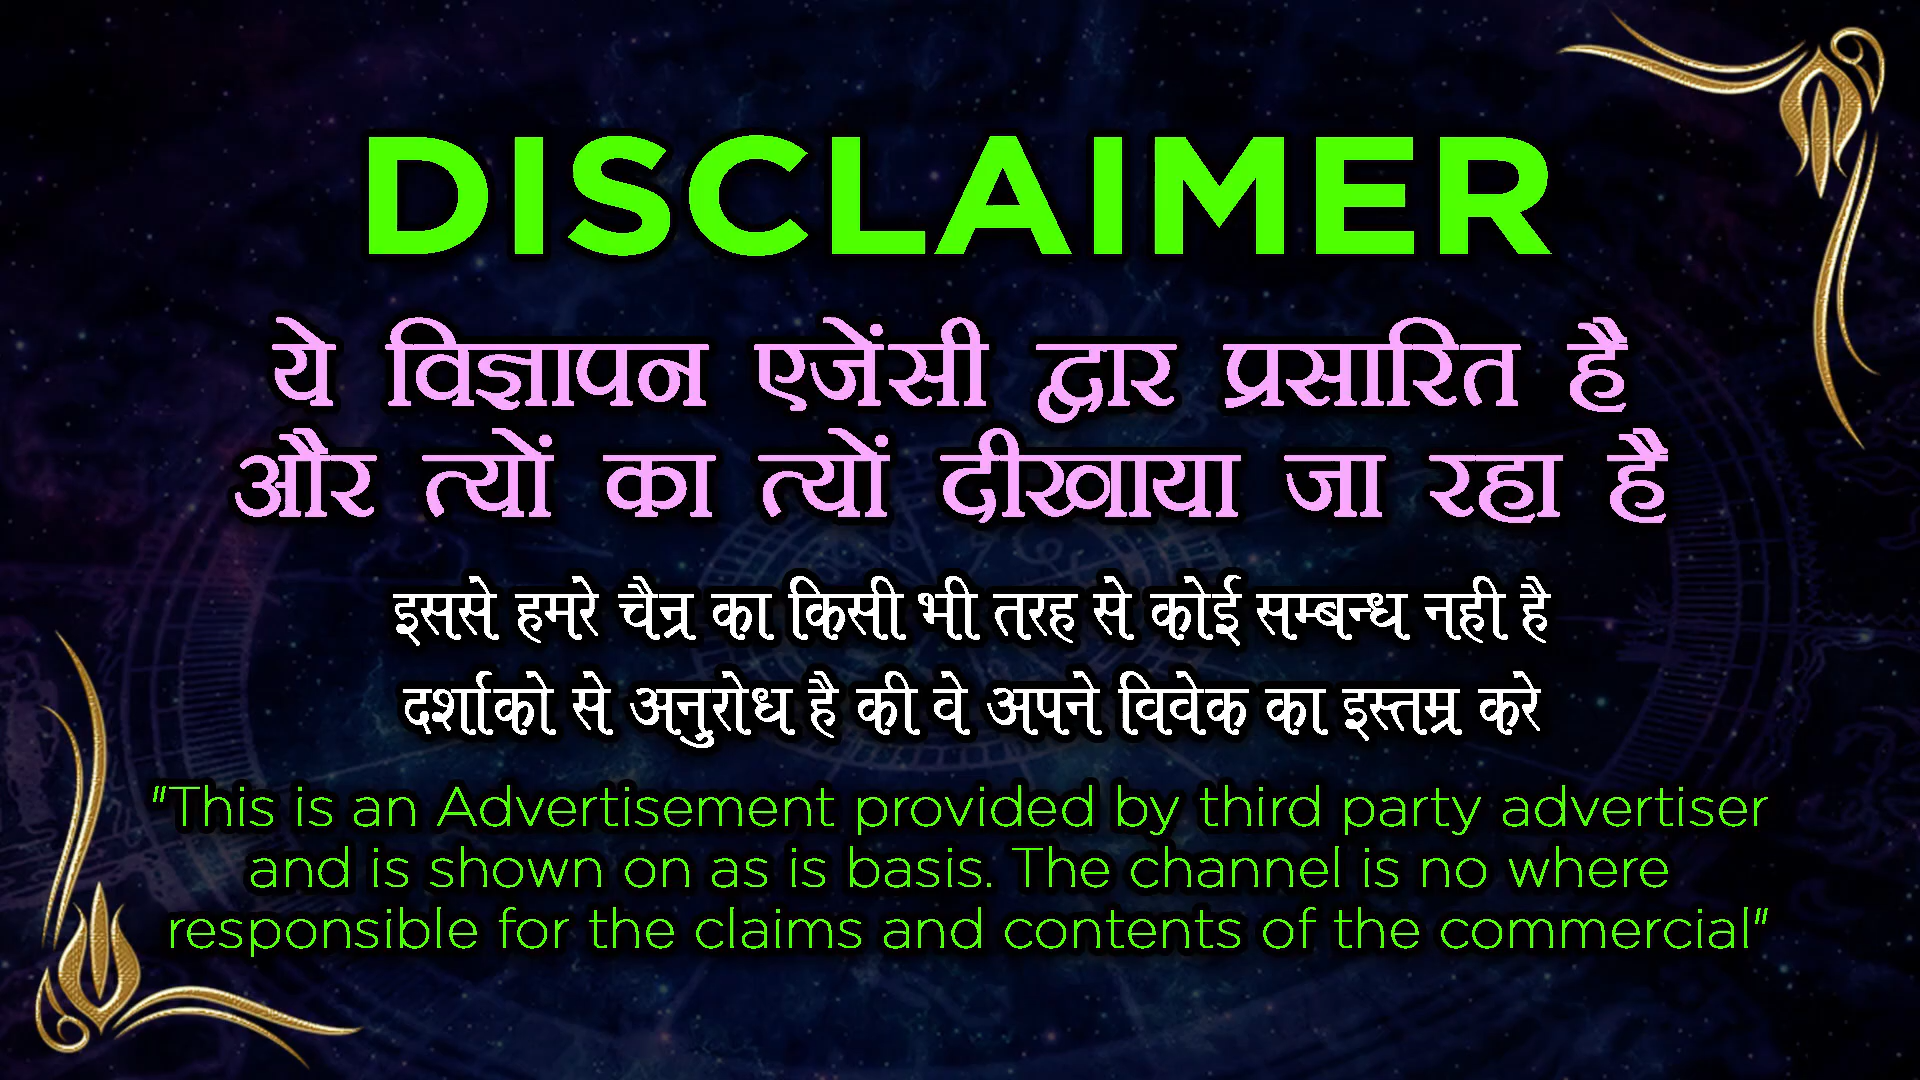 DISCLAIMER
ये विज्ञापन एजेंसी द्वार प्रसारित है
और त्यों का त्यों दीखाया जा रहा है
इससे हमरे चैन्र का किसी भी तरह से कोई सम्बन्ध नही है
दर्शाको से अनुरोध है की वे अपने विवेक का इस्तम्र करे
"This is an Advertisement provided by third party advertiser
and is shown on as is basis. The channel is no where
responsible for the claims and contents of the commercial"